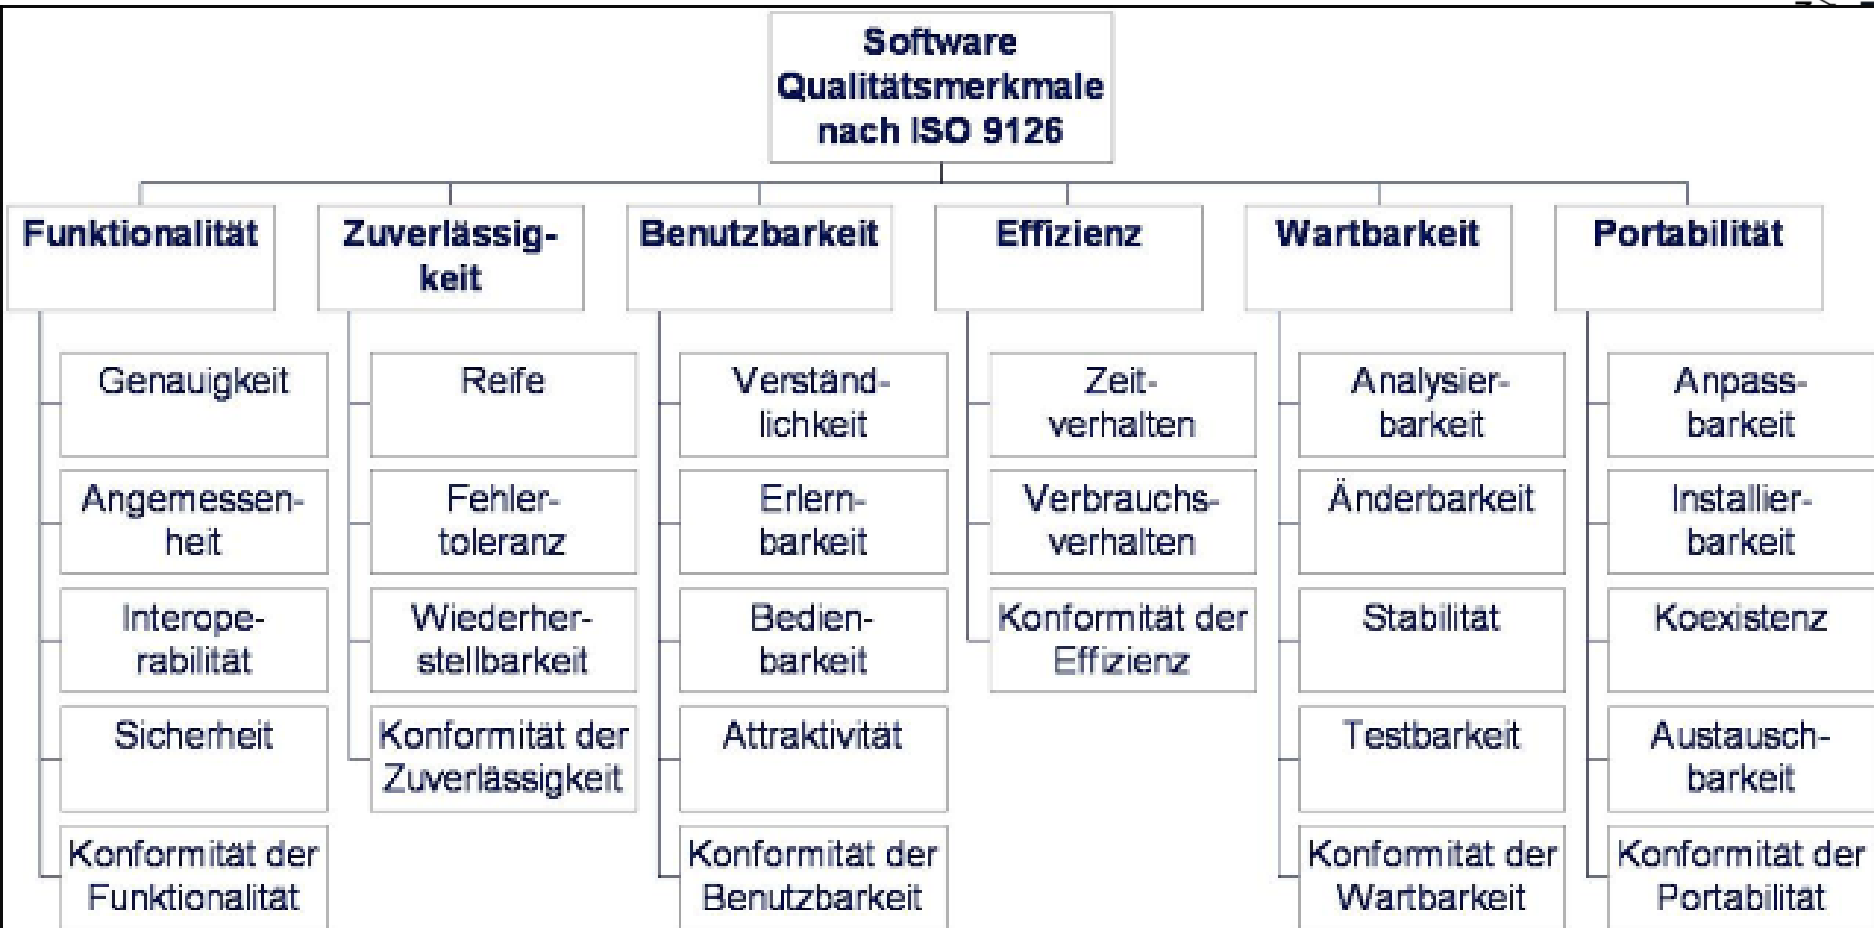 Software
Qualitätsmerkmale
nach ISO 9126
Funktionalität
Genauigkeit
Angemessen-
heit
Interope-
rabilität
Sicherheit
Konformität der
Funktionalität
Zuverlässig-
keit
Reife
Fehler-
toleranz
Wiederher-
stellbarkeit
Konformität der
Zuverlässigkeit
Benutzbarkeit
Verständ-
lichkeit
Erlern-
barkeit
Bedien-
barkeit
Attraktivität
Konformität der
Benutzbarkeit
Effizienz
Zeit-
verhalten
Verbrauchs-
verhalten
Konformität der
Effizienz
Wartbarkeit
Analysier-
barkeit
Änderbarkeit
Stabilität
Testbarkeit
Konformität der
Wartbarkeit
Portabilität
Anpass-
barkeit
Installier-
barkeit
Koexistenz
Austausch-
barkeit
Konformität der
Portabilität